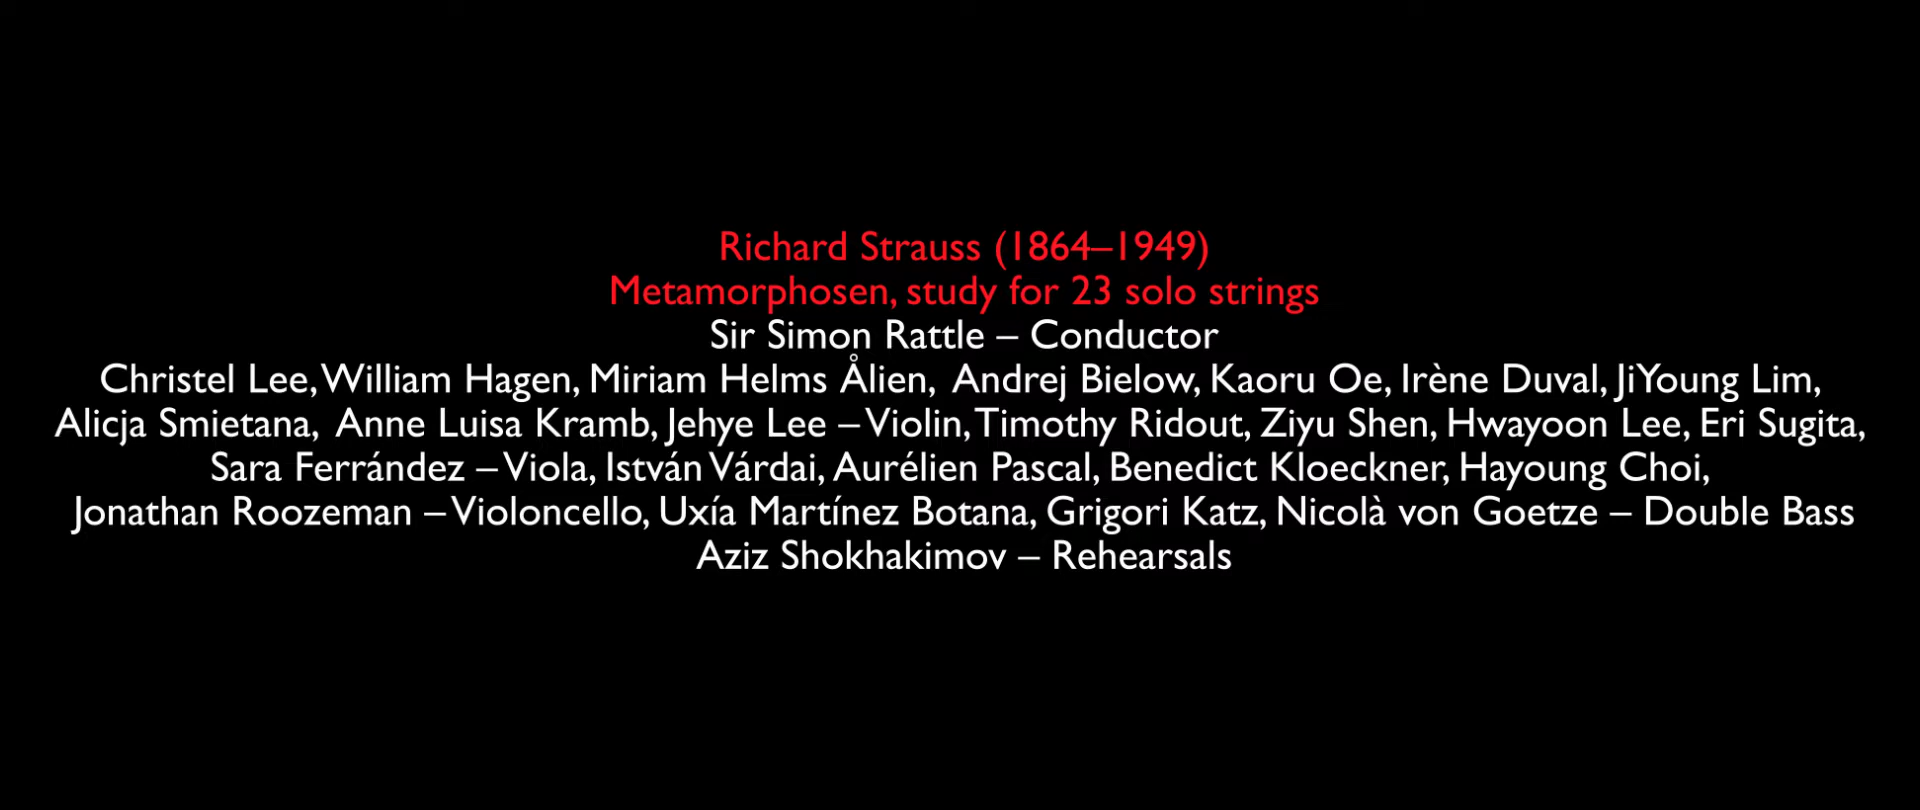 Richard Strauss (1864–1949)
Metamorphosen, study for 23 solo strings
Sir Simon Rattle – Conductor
Christel Lee, William Hagen, Miriam Helms Ålien, Andrej Bielow, Kaoru Oe, Irène Duval, JiYoung Lim,
Alicja Smietana, Anne Luisa Kramb, Jehye Lee – Violin, Timothy Ridout, Ziyu Shen, Hwayoon Lee, Eri Sugita,
Sara Ferrández – Viola, István Várdai, Aurélien Pascal, Benedict Kloeckner, Hayoung Choi,
Jonathan Roozeman – Violoncello, Uxía Martínez Botana, Grigori Katz, Nicolà von Goetze – Double Bass
Aziz Shokhakimov – Rehearsals